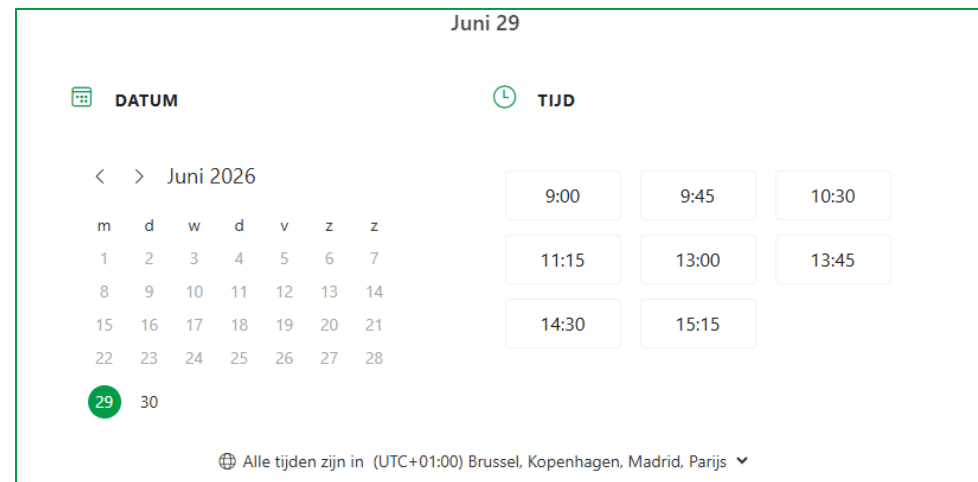 Juni 29
DATUM
Juni 2026
m d w d v z z
1 2 3 4 5 6 7
8 9 10 11 12 13 14
15 16 17 18 19 20 21
22 23 24 25 26 27 28
29 30
TIJD
9:00 9:45 10:30
11:15 13:00 13:45
14:30 15:15
Alle tijden zijn in (UTC+01:00) Brussel, Kopenhagen, Madrid, Parijs